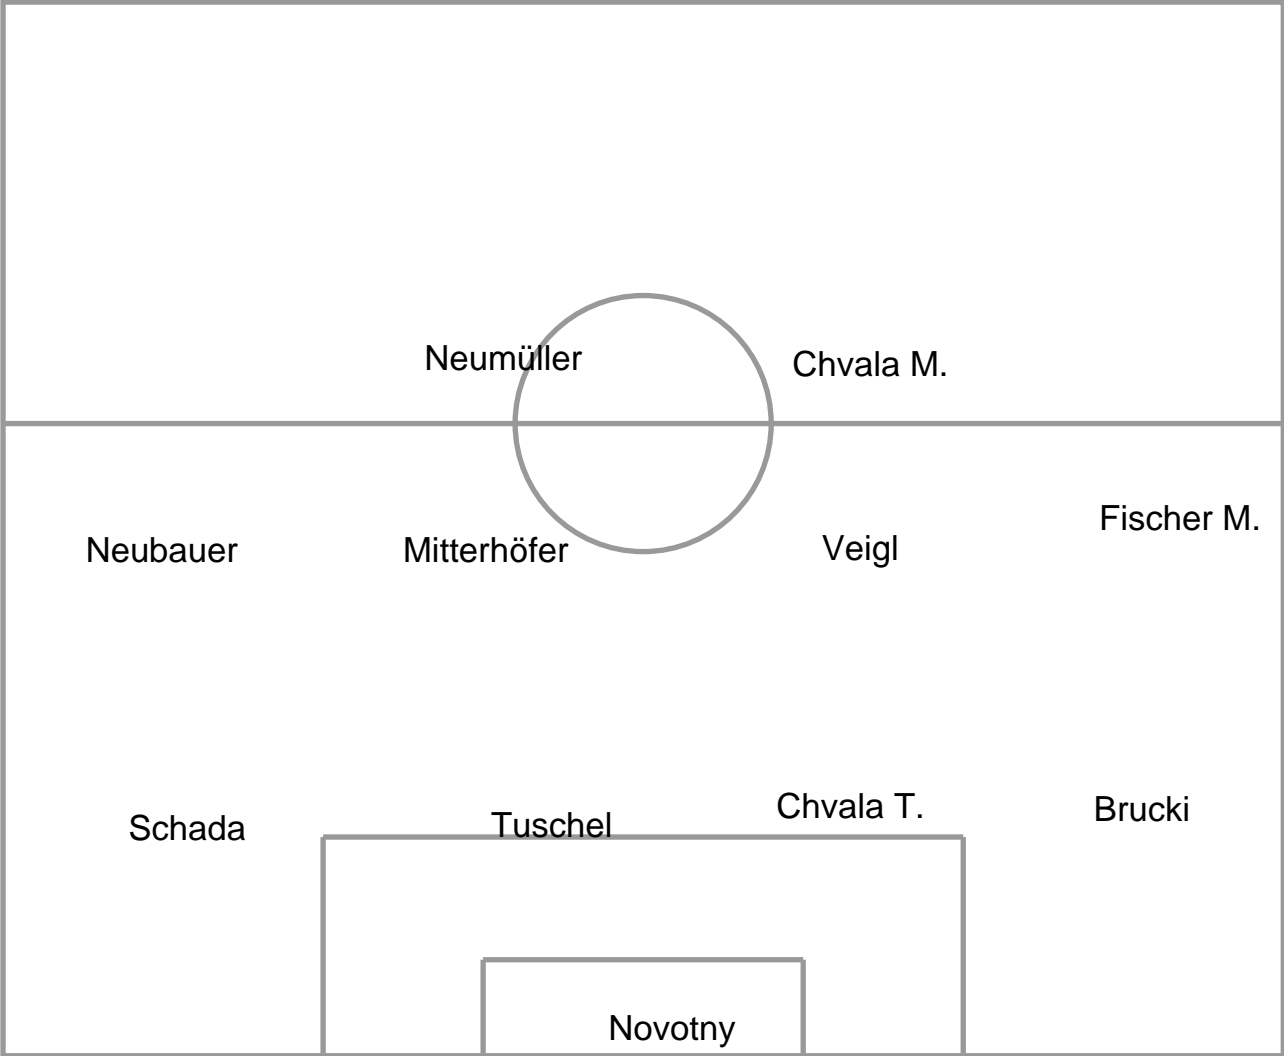 Neumüller
Chvala M.
Fischer M.
Neubauer
Mitterhöfer
Veigl
Schada
Tuschel
Chvala T.
Brucki
Novotny